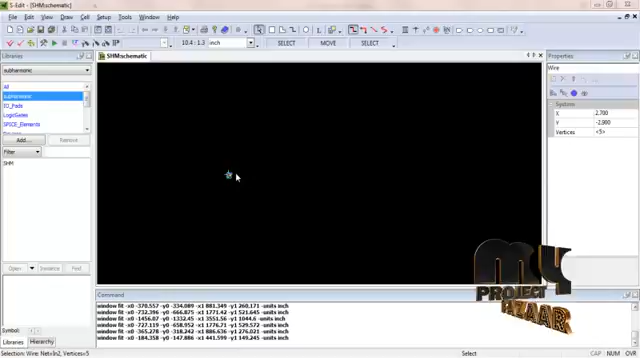 S-Edit - [SHM:schematic]
File Edit View Draw Cell Setup Tools Window Help
10.4 : 1.3 inch SELECT MOVE SELECT
Libraries
subharmonic
All
subharmonic
IO_Pads
LogicGates
SPICE_Elements
Add ... Remove
Filter
SHM
Open Instance Find
Symbol:
Libraries Hierarchy
SHM:schematic
Properties
Wire
System
X 2.700
Y -2.900
Vertices <5>
Command
window fit -x0 -370.557 -y0 -334.089 -x1 881.349 -y1 260.171 -units inch
window fit -x0 -732.396 -y0 -666.875 -x1 1771.42 -y1 521.645 -units inch
window fit -x0 -1456.07 -y0 -1332.45 -x1 3551.56 -y1 1044.6 -units inch
window fit -x0 -727.119 -y0 -658.952 -x1 1776.71 -y1 529.572 -units inch
window fit -x0 -365.278 -y0 -318.242 -x1 886.636 -y1 276.021 -units inch
window fit -x0 -184.358 -y0 -147.886 -x1 441.599 -y1 149.245 -units inch
MY
PROJECT
BAZAAR
Selection: Wire Net=In2, Vertices=5 Select CAP NUM OVR